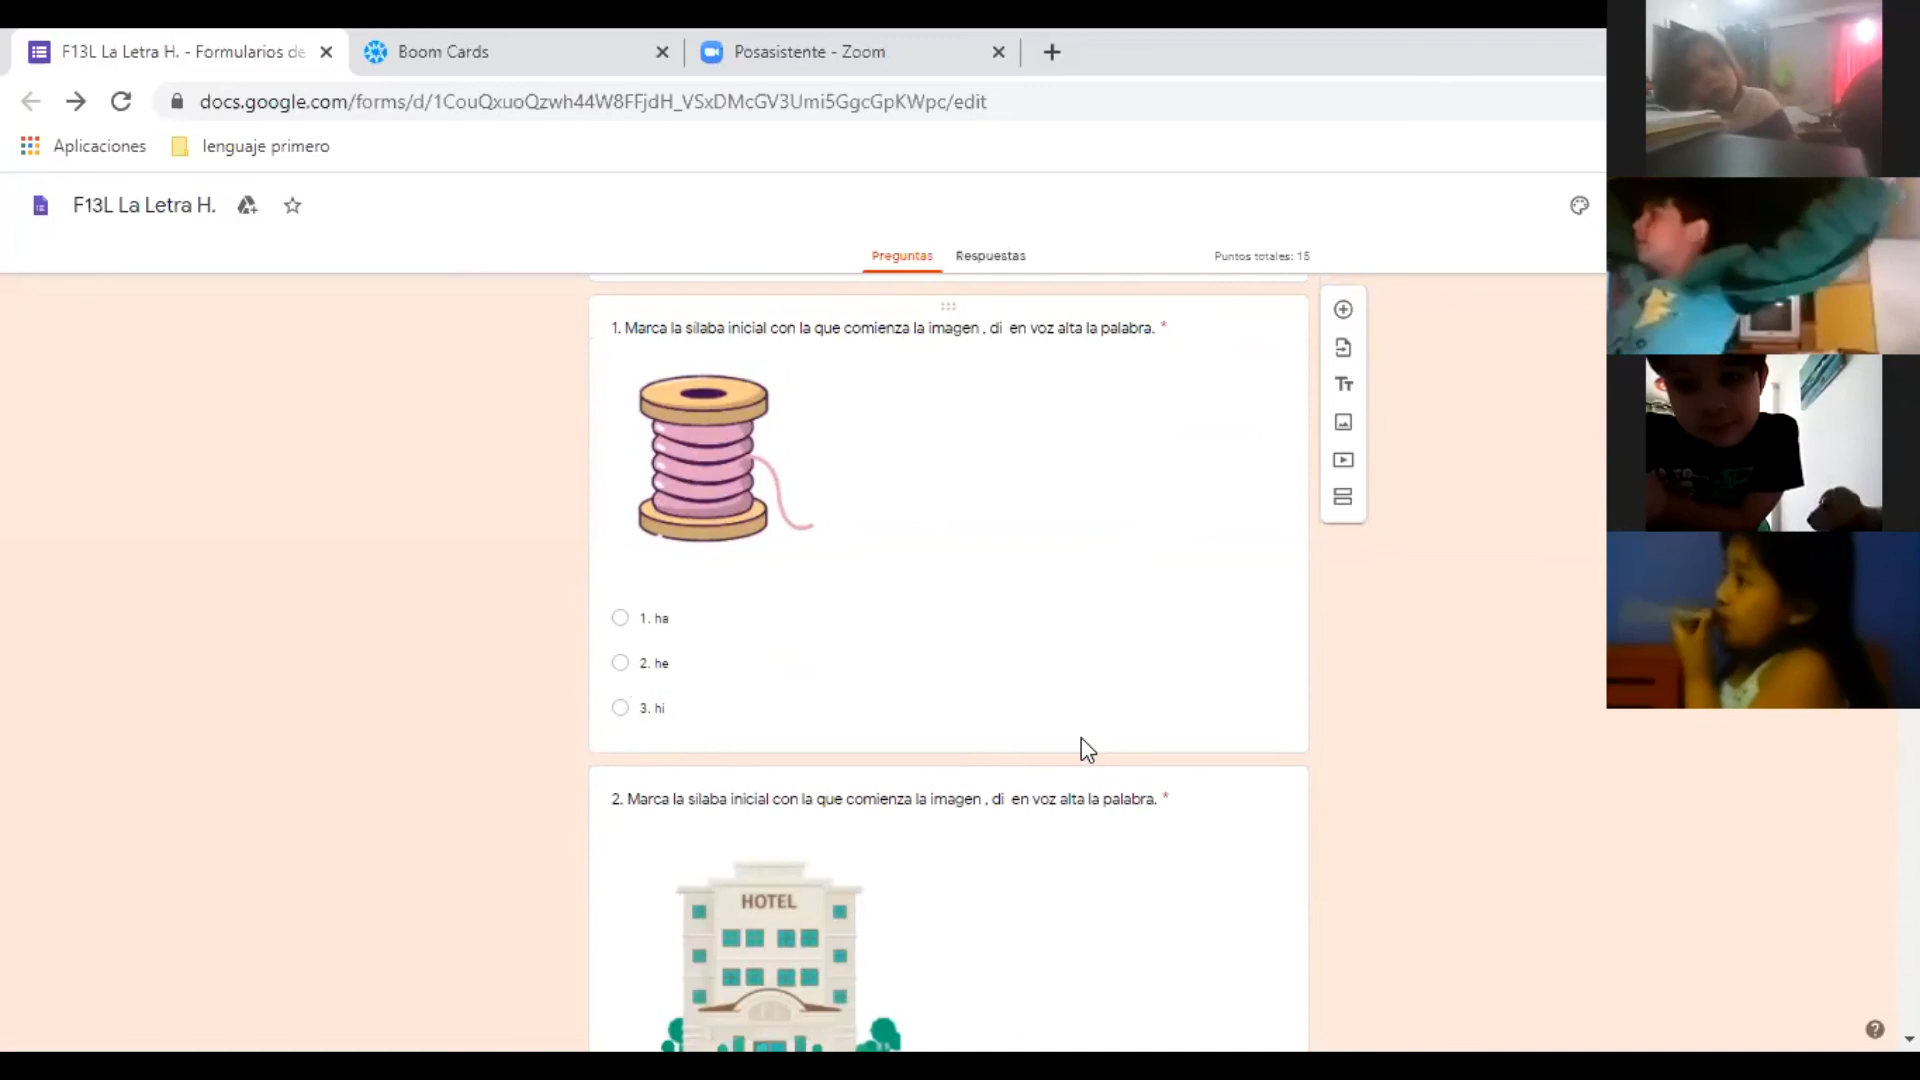 F13L La Letra H. - Formularios de
Boom Cards
Posasistente - Zoom
docs.google.com/forms/d/1CouQxuoQzwh44W8FFjdH_VSxDMcGV3Umi5GgcGpKWpc/edit
Aplicaciones
lenguaje primero
F13L La Letra H.
Preguntas
Respuestas
Puntos totales: 15
1. Marca la sílaba inicial con la que comienza la imagen , di en voz alta la palabra. *
1. ha
2. he
3. hi
2. Marca la sílaba inicial con la que comienza la imagen , di en voz alta la palabra. *
HOTEL